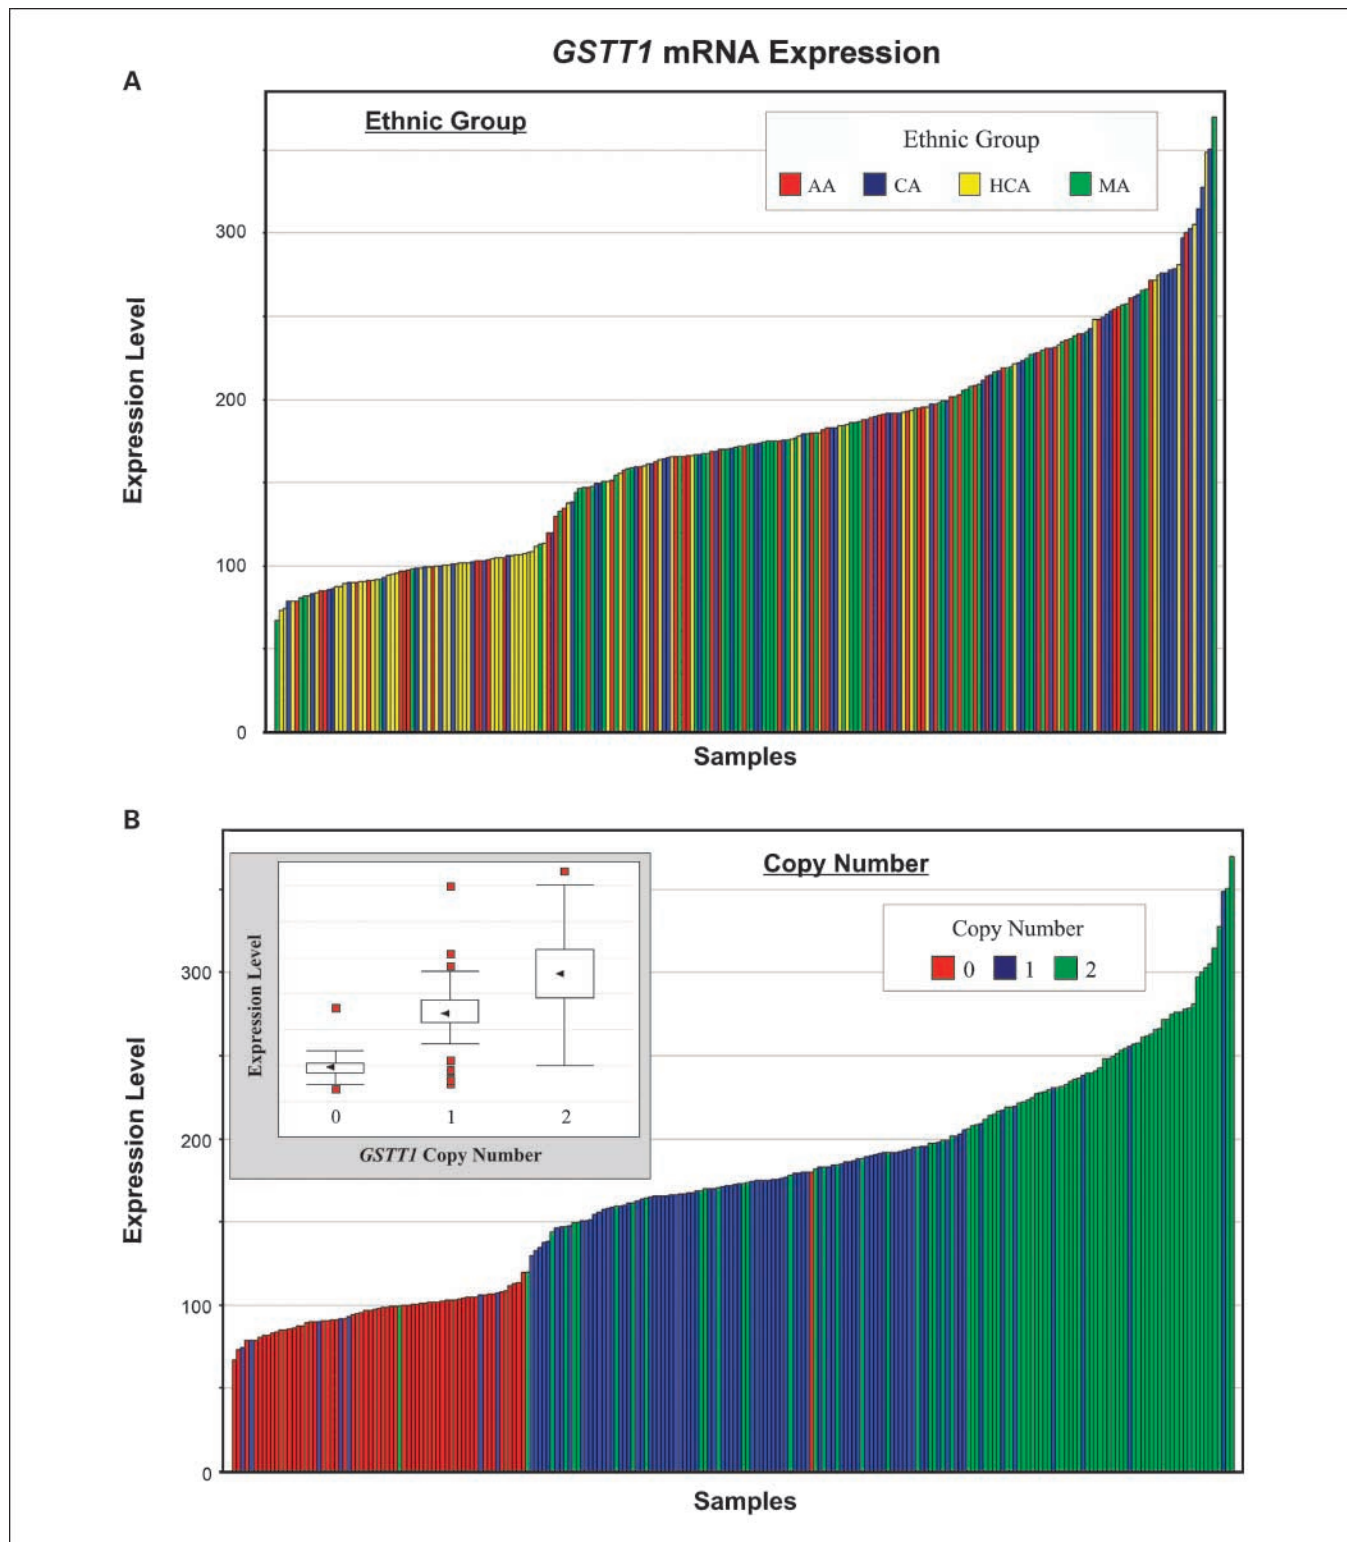 GSTT1 mRNA Expression
A
Ethnic Group
Ethnic Group
AA CA HCA MA
300
200
100
0
Expression Level
Samples
B
Copy Number
Copy Number
0 1 2
300
200
100
0
Expression Level
Expression Level
0 1 2
GSTT1 Copy Number
Samples